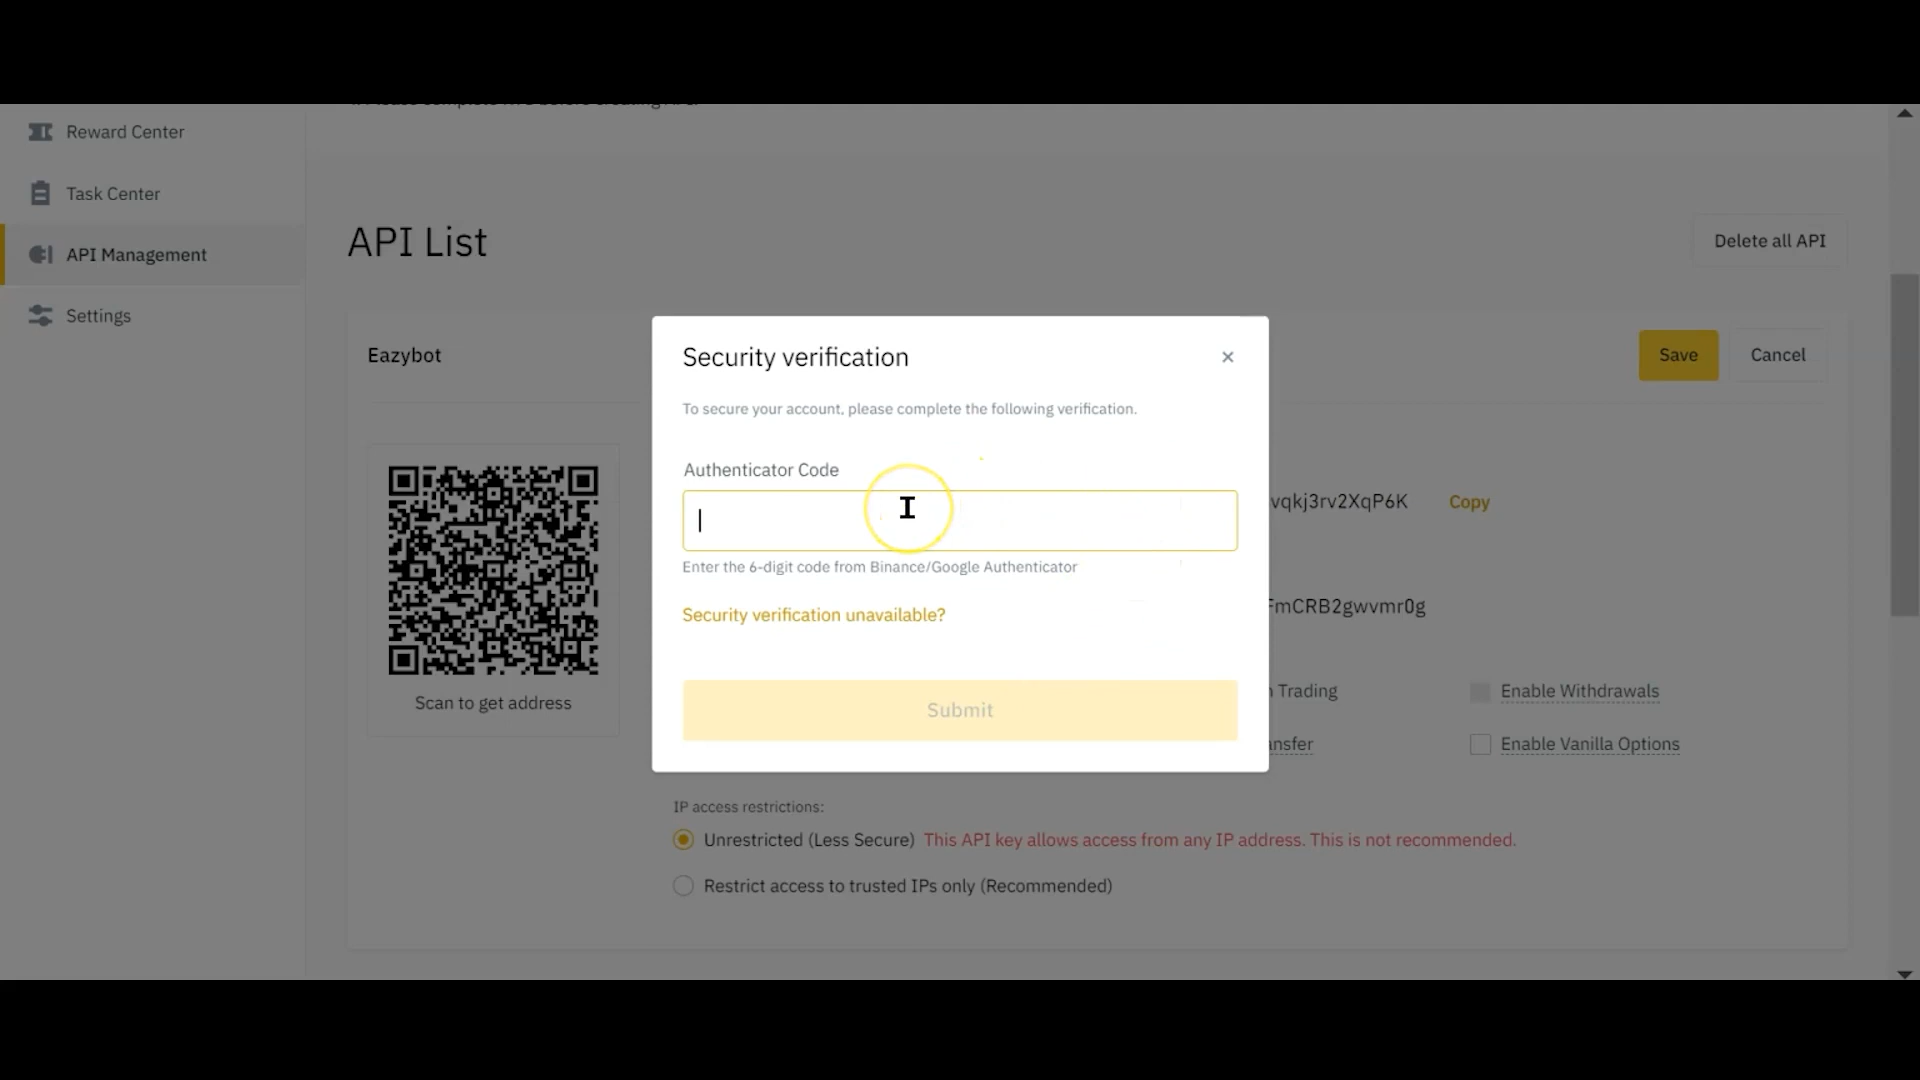 Reward Center
Task Center
API Management
Settings
API List
Delete all API
Eazybot
Save
Cancel
Scan to get address
Security verification
To secure your account, please complete the following verification.
Authenticator Code
Enter the 6-digit code from Binance/Google Authenticator
Security verification unavailable?
Submit
vqkj3rv2XqP6K
Copy
FmCRB2gwvmr0g
Trading
Enable Withdrawals
ansfer
Enable Vanilla Options
IP access restrictions:
Unrestricted (Less Secure) This API key allows access from any IP address. This is not recommended.
Restrict access to trusted IPs only (Recommended)